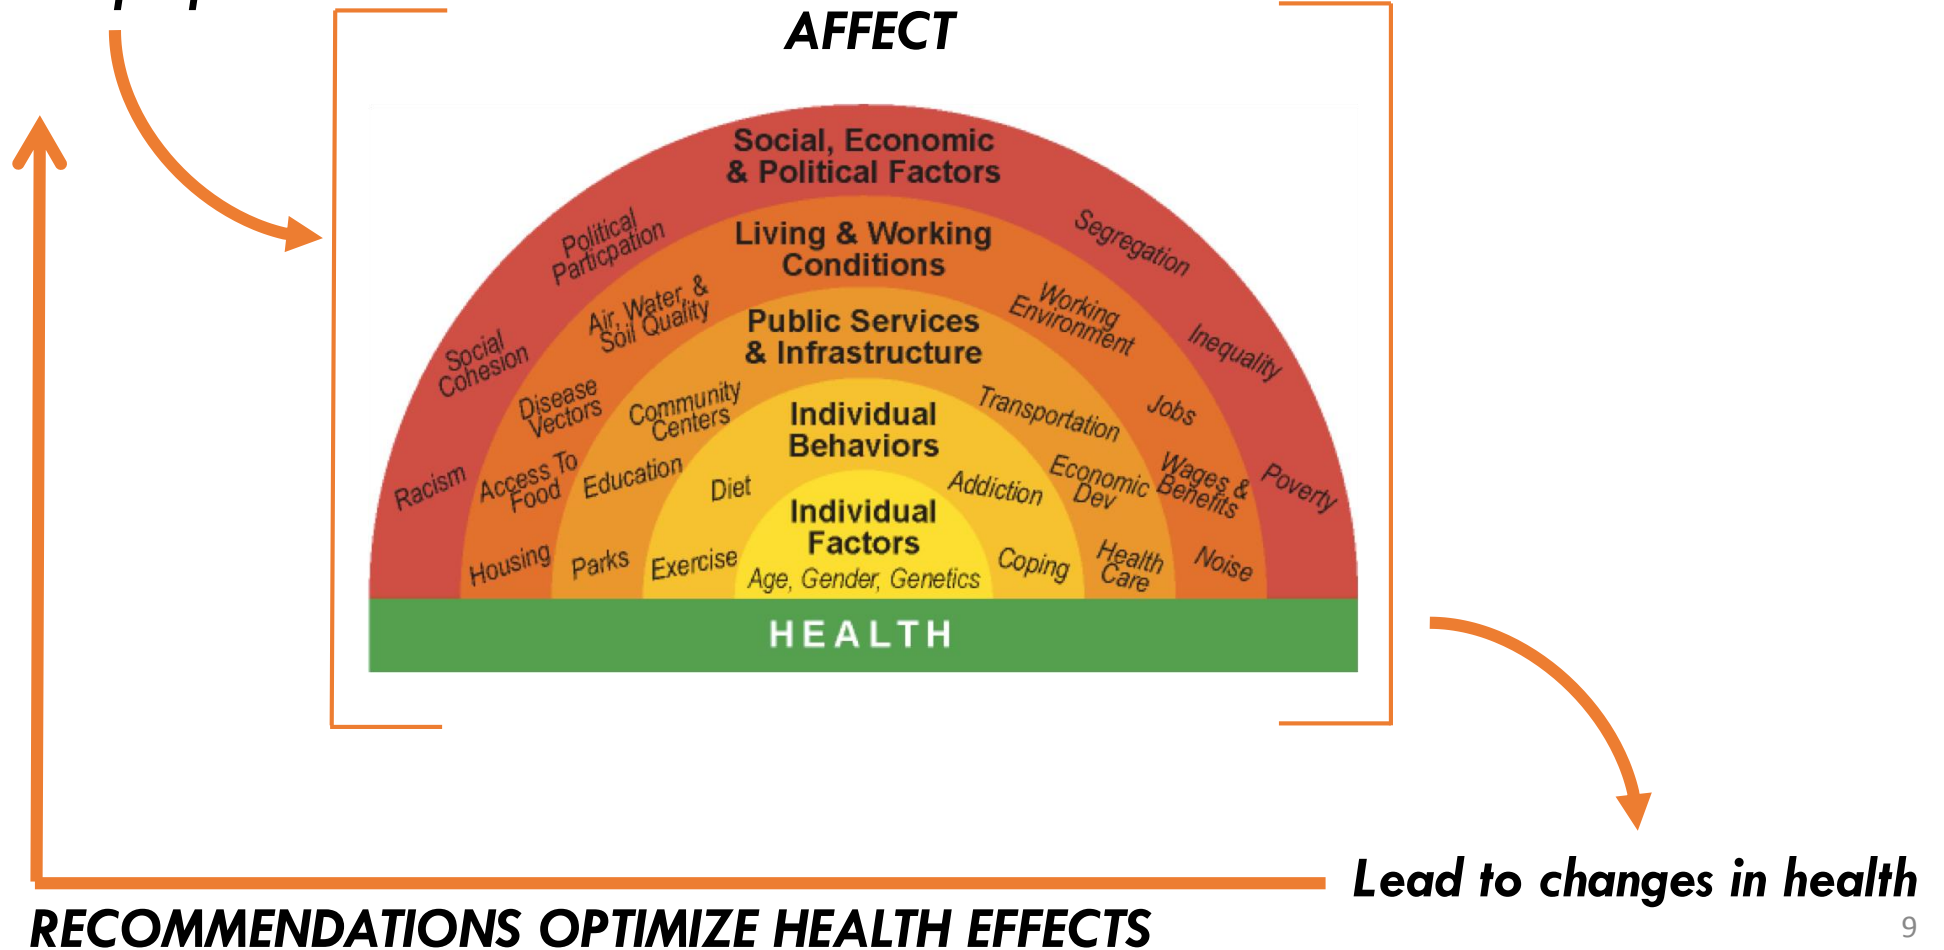 AFFECT
Social, Economic
& Political Factors
Political
Particpation
Segregation
Living & Working
Conditions
Air, Water, &
Soil Quality
Working
Environment
Social
Cohesion
Inequality
Public Services
& Infrastructure
Disease
Vectors
Community
Centers
Transportation
Jobs
Individual
Behaviors
Racism
Access To
Food
Education
Diet
Addiction
Economic
Dev
Wages &
Benefits
Poverty
Individual
Factors
Age, Gender, Genetics
Housing
Parks
Exercise
Coping
Health
Care
Noise
HEALTH
Lead to changes in health
RECOMMENDATIONS OPTIMIZE HEALTH EFFECTS
9